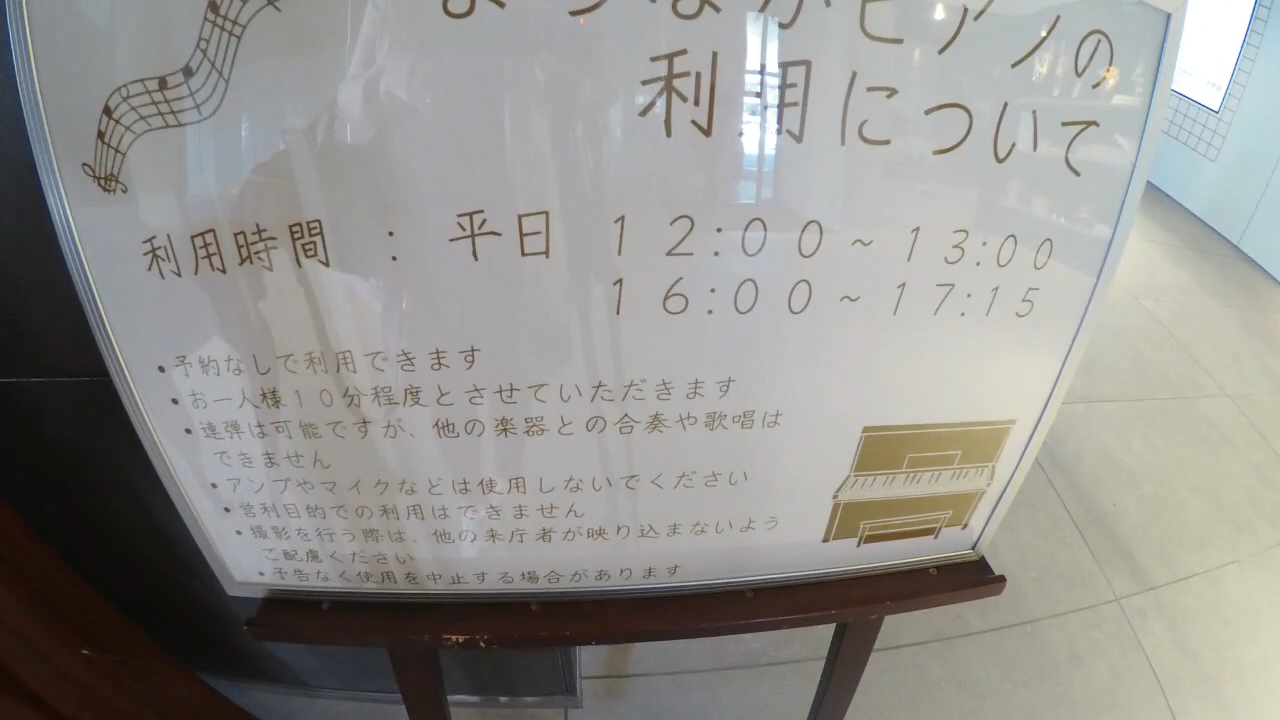 まつなかピアノの
利用について
利用時間 : 平日 12:00~13:00
16:00~17:15
・予約なしで利用できます
・お一人様10分程度とさせていただきます
・連弾は可能ですが、他の楽器との合奏や歌唱は
できません
・アンプやマイクなどは使用しないでください
・営利目的での利用はできません
・撮影を行う際は、他の来庁者が映り込まないよう
ご配慮ください
・予告なく使用を中止する場合があります